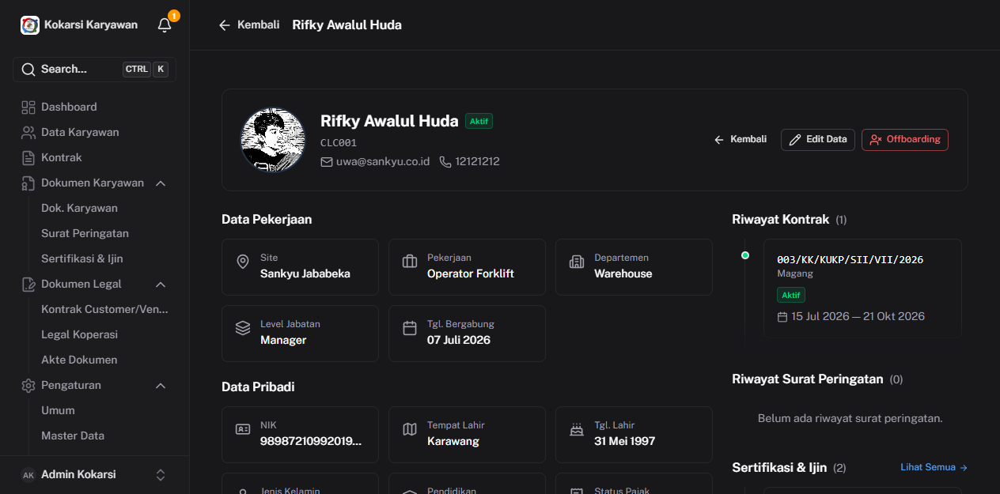 Kokarsi Karyawan
1
Search...
CTRL K
Dashboard
Data Karyawan
Kontrak
Dokumen Karyawan
Dok. Karyawan
Surat Peringatan
Sertifikasi & Ijin
Dokumen Legal
Kontrak Customer/Ven...
Legal Koperasi
Akte Dokumen
Pengaturan
Umum
Master Data
AK Admin Kokarsi
Kembali Rifky Awalul Huda
Rifky Awalul Huda Aktif
CLC001
uwa@sankyu.co.id 12121212
Kembali Edit Data Offboarding
Data Pekerjaan
Site
Sankyu Jababeka
Pekerjaan
Operator Forklift
Departemen
Warehouse
Level Jabatan
Manager
Tgl. Bergabung
07 Juli 2026
Data Pribadi
NIK
98987210992019...
Tempat Lahir
Karawang
Tgl. Lahir
31 Mei 1997
Jenis Kelamin
Pendidikan
Status Pajak
Riwayat Kontrak (1)
003/KK/KUKP/SII/VII/2026
Magang
Aktif
15 Jul 2026 — 21 Okt 2026
Riwayat Surat Peringatan (0)
Belum ada riwayat surat peringatan.
Sertifikasi & Ijin (2) Lihat Semua →